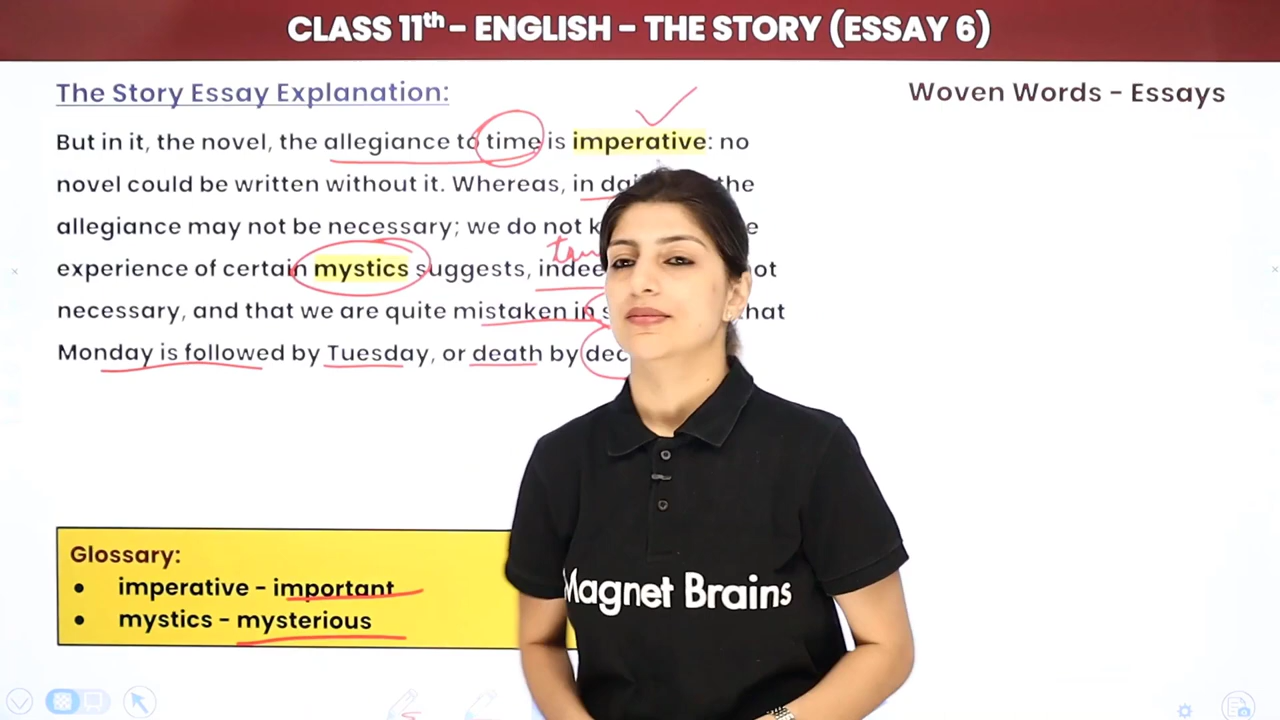 CLASS 11th - ENGLISH - THE STORY (ESSAY 6)
The Story Essay Explanation:
Woven Words - Essays
But in it, the novel, the allegiance to time is imperative: no
novel could be written without it. Whereas, in the
allegiance may not be necessary; we do not
experience of certain mystics suggests,
necessary, and that we are quite mistaken in that
Monday is followed by Tuesday, or death by
Glossary:
• imperative - important
• mystics - mysterious
Magnet Brains